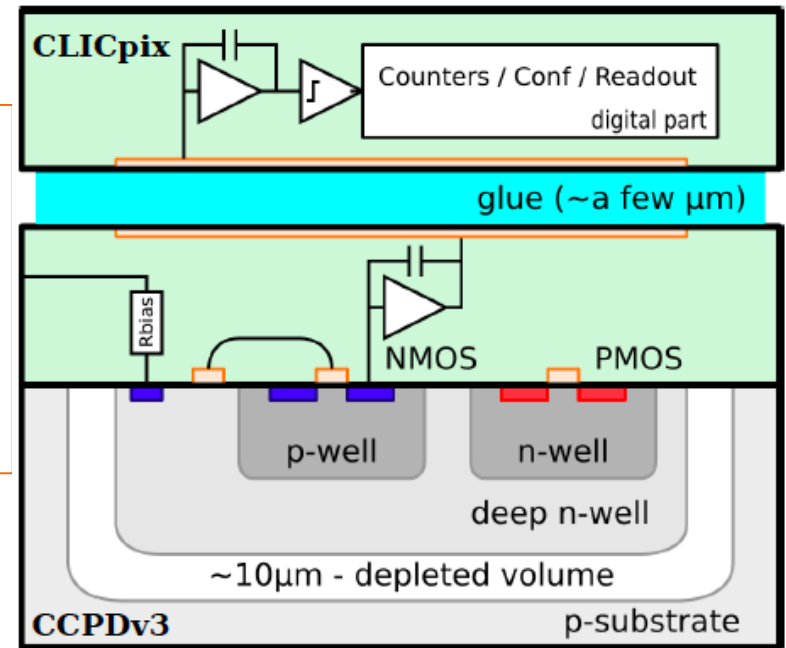 CLICpix
Counters / Conf / Readout
digital part
glue (~a few μm)
Rbias
NMOS
PMOS
p-well
n-well
deep n-well
~10μm - depleted volume
CCPDv3
p-substrate